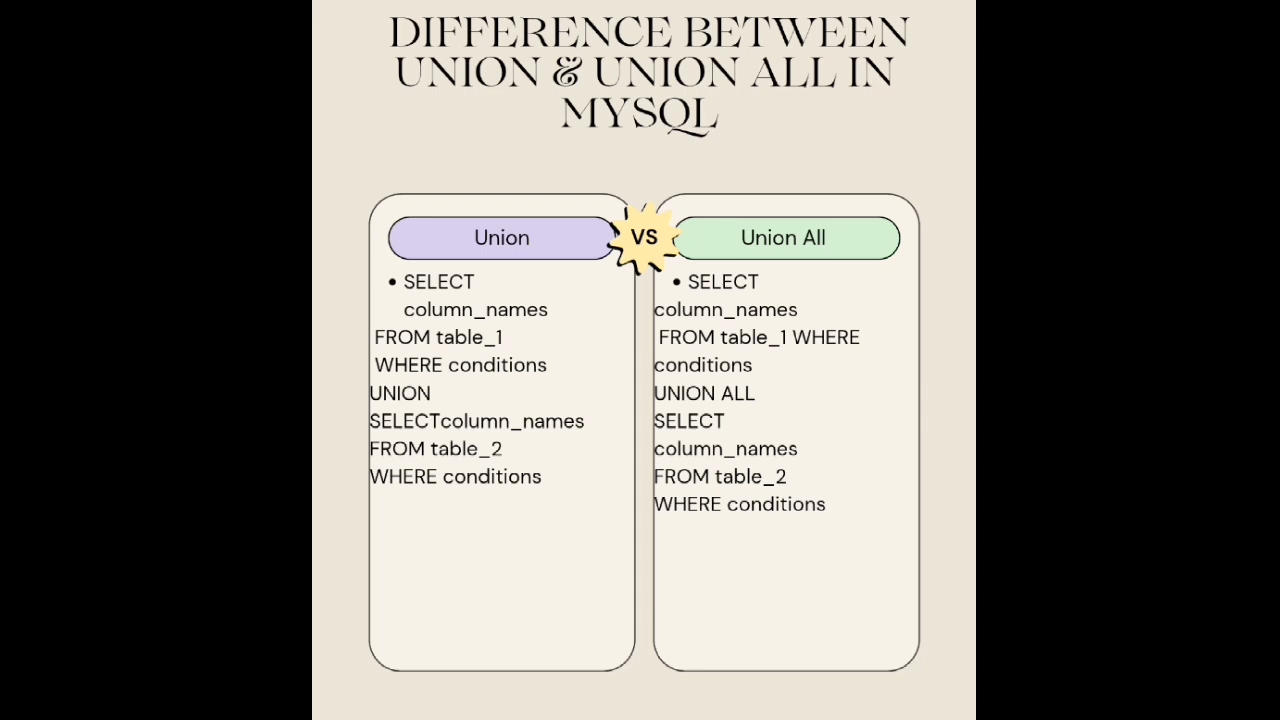 DIFFERENCE BETWEEN
UNION & UNION ALL IN
MYSQL
Union
VS
Union All
• SELECT
column_names
FROM table_1
WHERE conditions
UNION
SELECTcolumn_names
FROM table_2
WHERE conditions
• SELECT
column_names
FROM table_1 WHERE
conditions
UNION ALL
SELECT
column_names
FROM table_2
WHERE conditions